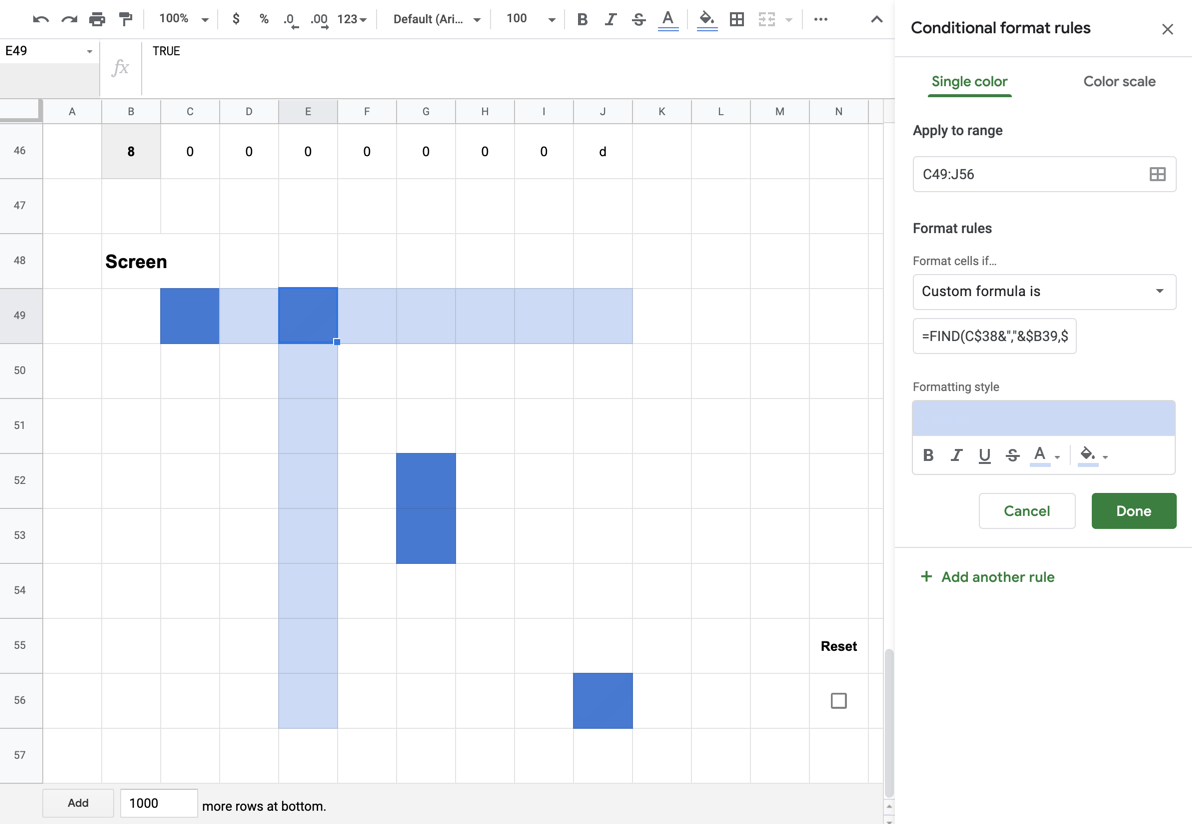 100%
$
%
.0
.00
123
Default (Ari...
100
B
I
S
A
Conditional format rules
E49
fx
TRUE
Single color
Color scale
A B C D E F G H I J K L M N
Apply to range
46 8 0 0 0 0 0 0 0 d
C49:J56
47
Format rules
48 Screen
Format cells if…
Custom formula is
49
=FIND(C$38&","&$B39,$
50
Formatting style
51
52
B I U S A
53
Cancel
Done
54
+ Add another rule
55 Reset
56
57
Add 1000 more rows at bottom.